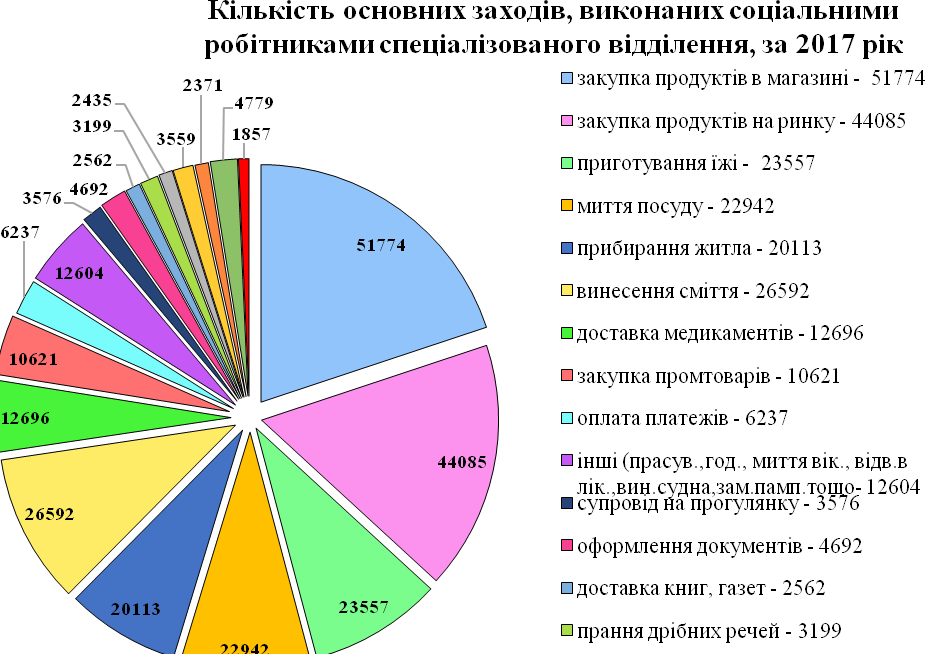 Кількість основних заходів, виконаних соціальними
робітниками спеціалізованого відділення, за 2017 рік
закупка продуктів в магазині - 51774
закупка продуктів на ринку - 44085
приготування їжі - 23557
миття посуду - 22942
прибирання житла - 20113
винесення сміття - 26592
доставка медикаментів - 12696
закупка промтоварів - 10621
оплата платежів - 6237
інші (прасув.,год., миття вік., відв.в
лік.,вин.судна,зам.памп.тощо- 12604
супровід на прогулянку - 3576
оформлення документів - 4692
доставка книг, газет - 2562
прання дрібних речей - 3199
2371
2435
4779
3199
3559
1857
2562
4692
3576
6237
12604
51774
10621
12696
44085
26592
20113
23557
22942